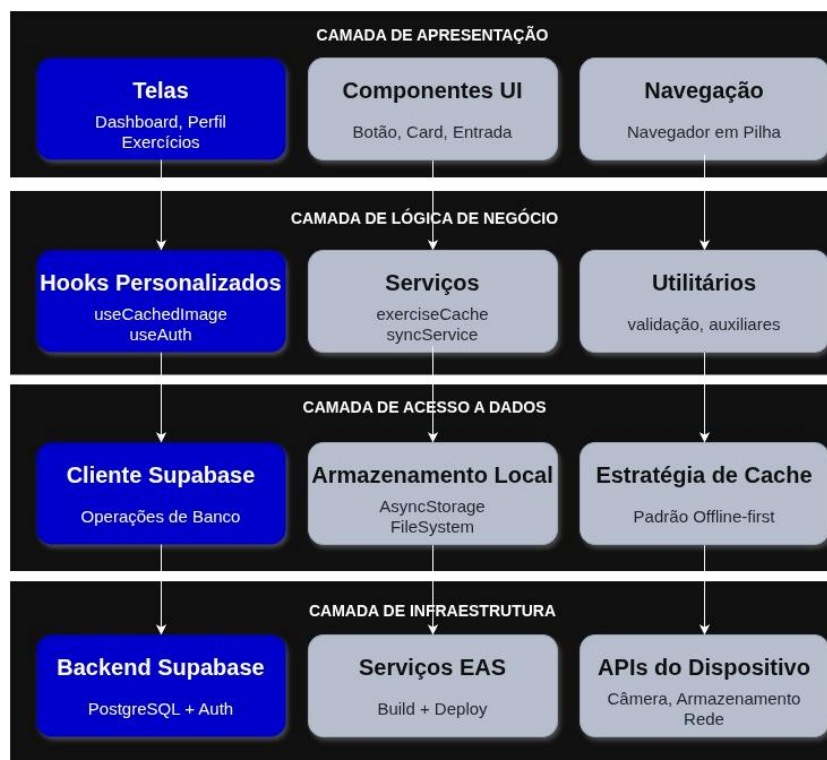 CAMADA DE APRESENTAÇÃO
Telas
Dashboard, Perfil
Exercícios
Componentes UI
Botão, Card, Entrada
Navegação
Navegador em Pilha
CAMADA DE LÓGICA DE NEGÓCIO
Hooks Personalizados
useCachedImage
useAuth
Serviços
exerciseCache
syncService
Utilitários
validação, auxiliares
CAMADA DE ACESSO A DADOS
Cliente Supabase
Operações de Banco
Armazenamento Local
AsyncStorage
FileSystem
Estratégia de Cache
Padrão Offline-first
CAMADA DE INFRAESTRUTURA
Backend Supabase
PostgreSQL + Auth
Serviços EAS
Build + Deploy
APIs do Dispositivo
Câmera, Armazenamento
Rede